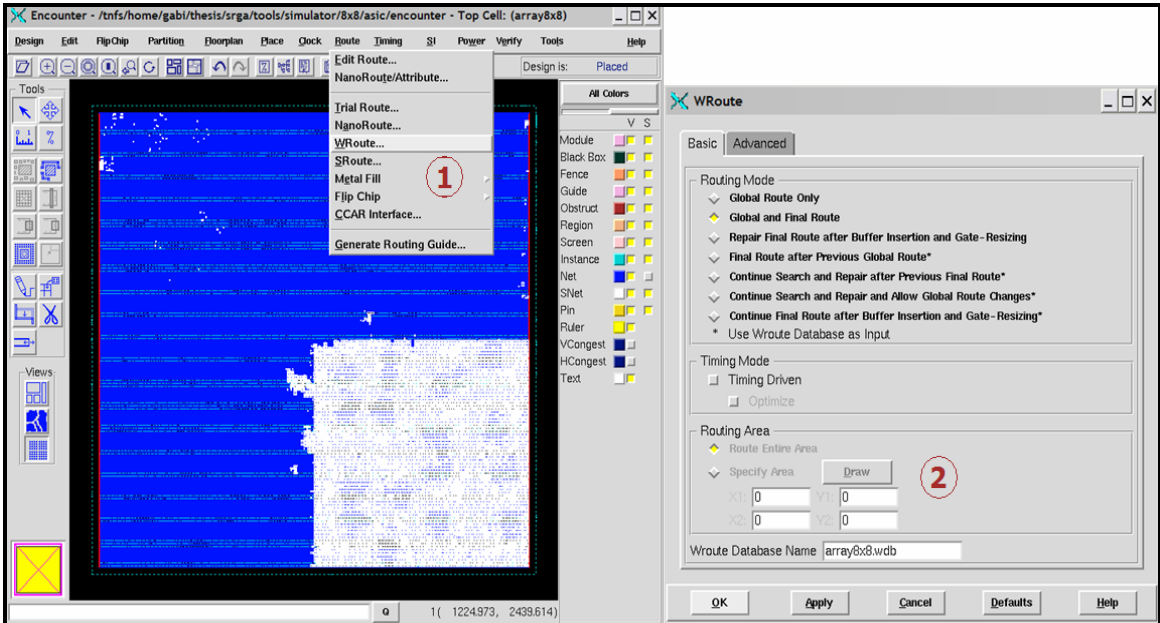 Encounter - /tnfs/home/gabi/thesis/srga/tools/simulator/8x8/asic/encounter - Top Cell: (array8x8)
Design Edit FlipChip Partition Floorplan Place Clock Route Timing SI Power Verify Tools Help
Design is: Placed
Tools
Edit Route...
NanoRoute/Attribute...
Trial Route...
NanoRoute...
WRoute...
SRoute...
Metal Fill
Flip Chip
CCAR Interface...
Generate Routing Guide...
1
All Colors
V S
Module
Black Box
Fence
Guide
Obstruct
Region
Screen
Instance
Net
SNet
Pin
Ruler
VCongest
HCongest
Text
Views
Q 1( 1224.973, 2439.614)
WRoute
Basic Advanced
Routing Mode
Global Route Only
Global and Final Route
Repair Final Route after Buffer Insertion and Gate-Resizing
Final Route after Previous Global Route*
Continue Search and Repair after Previous Final Route*
Continue Search and Repair and Allow Global Route Changes*
Continue Final Route after Buffer Insertion and Gate-Resizing*
* Use Wroute Database as Input
Timing Mode
Timing Driven
Optimize
Routing Area
Route Entire Area
Specify Area Draw
X1: 0 Y1: 0
X2: 0 Y2: 0
2
Wroute Database Name array8x8.wdb
OK Apply Cancel Defaults Help